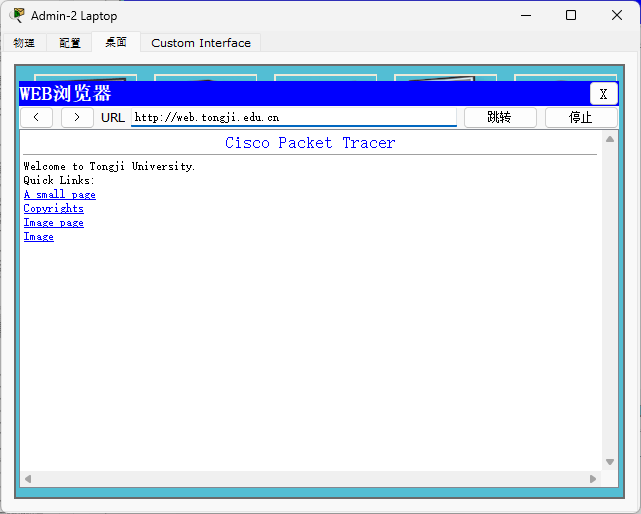 Admin-2 Laptop
物理 配置 桌面 Custom Interface
WEB浏览器 X
< > URL http://web.tongji.edu.cn 跳转 停止
Cisco Packet Tracer
Welcome to Tongji University.
Quick Links:
A small page
Copyrights
Image page
Image